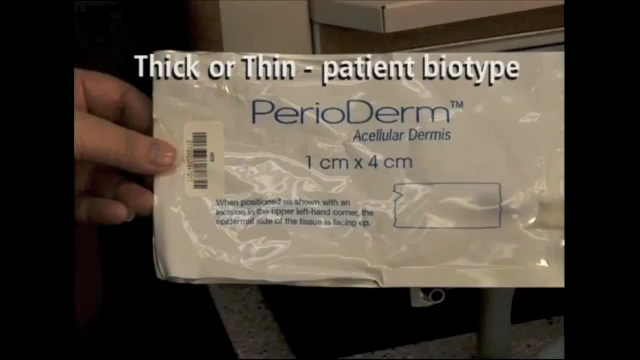 Thick or Thin - patient biotype
PerioDerm™
Acellular Dermis
1 cm x 4 cm
When positioned as shown with an
incision in the upper left-hand corner, the
epidermal side of the tissue is facing up.